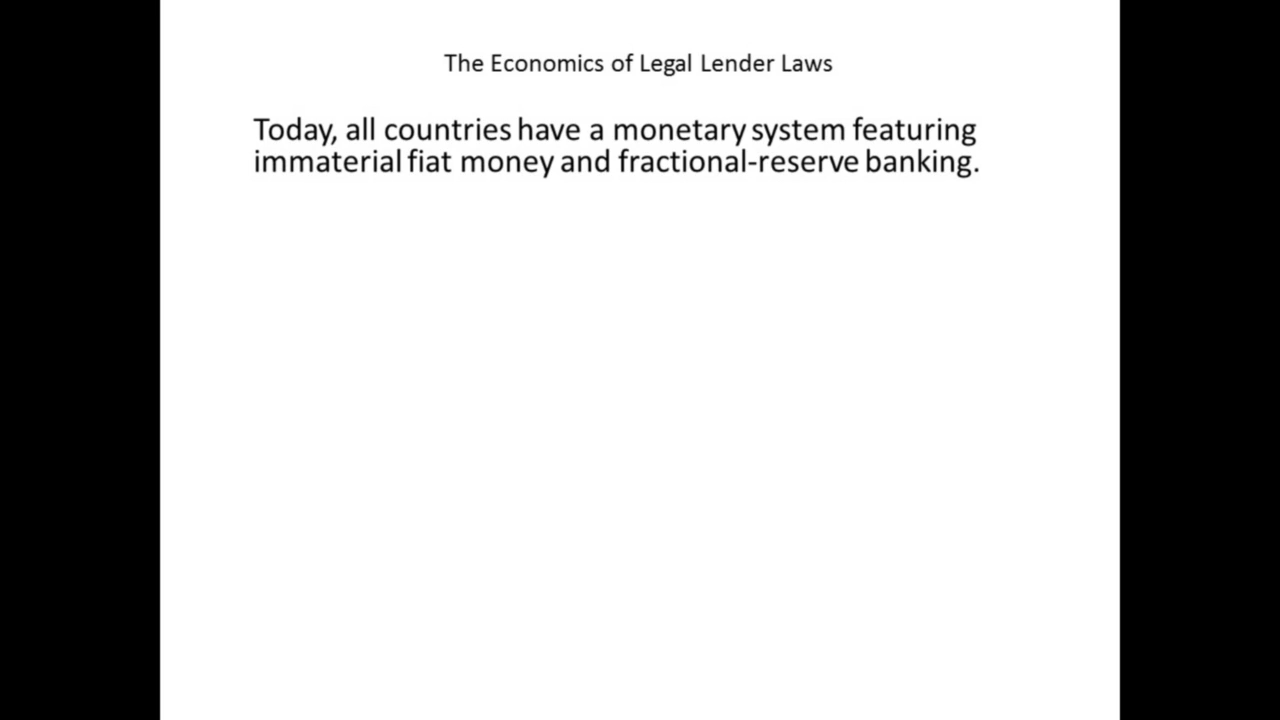 The Economics of Legal Lender Laws
Today, all countries have a monetary system featuring
immaterial fiat money and fractional-reserve banking.